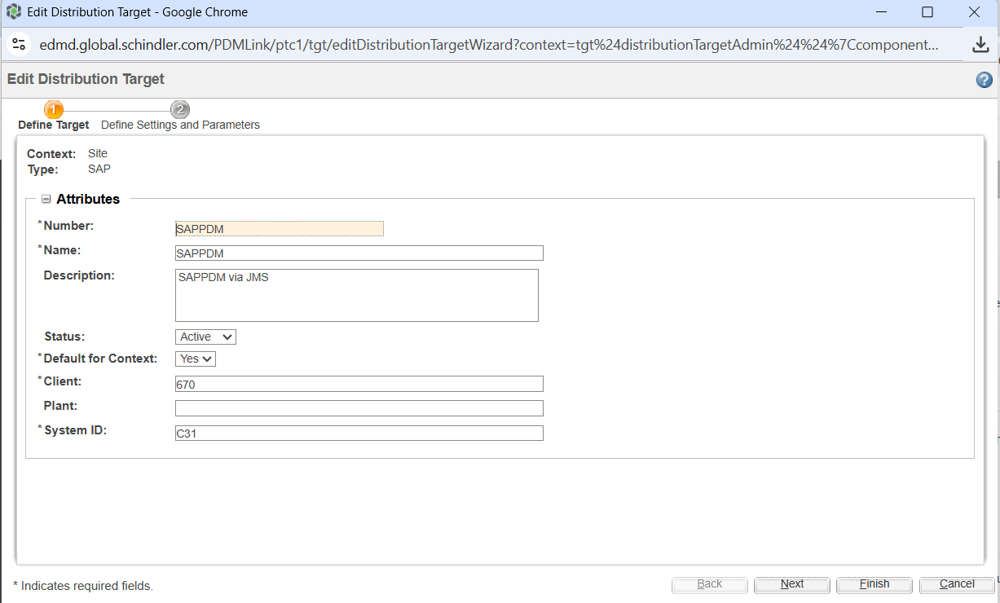 Edit Distribution Target - Google Chrome
edmd.global.schindler.com/PDMLink/ptc1/tgt/editDistributionTargetWizard?context=tgt%24distributionTargetAdmin%24%24%7Ccomponent...
Edit Distribution Target
?
1
2
Define Target Define Settings and Parameters
Context: Site
Type: SAP
Attributes
*Number: SAPPDM
*Name: SAPPDM
Description: SAPPDM via JMS
Status: Active
*Default for Context: Yes
*Client: 670
Plant:
*System ID: C31
* Indicates required fields.
Back Next Finish Cancel